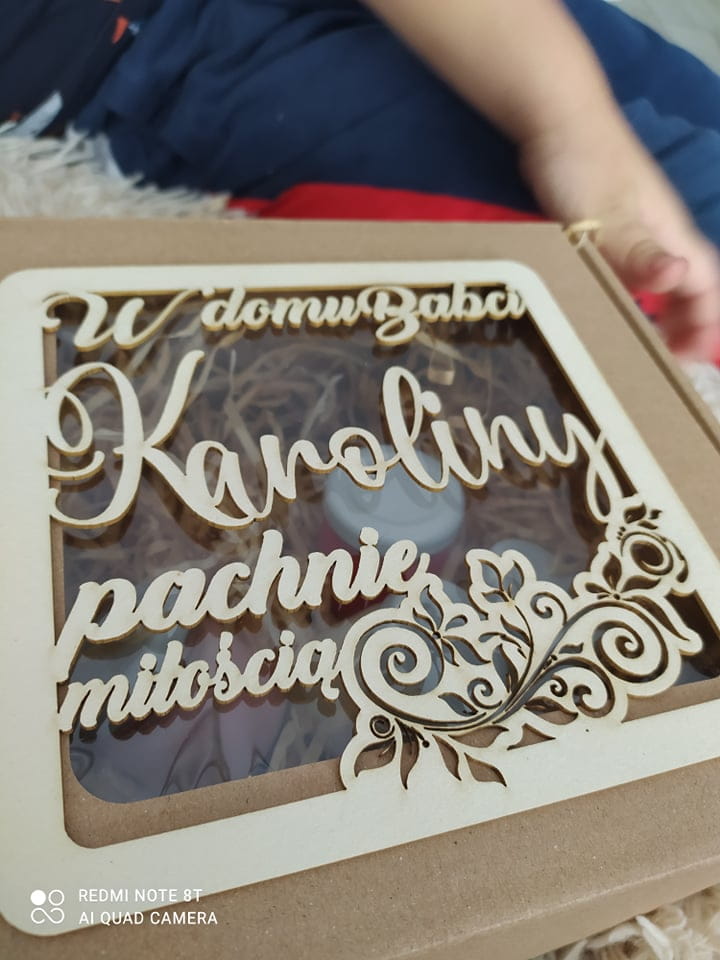 W domu Babci
Karoliny
pachnie
miłością
REDMI NOTE 8T
AI QUAD CAMERA